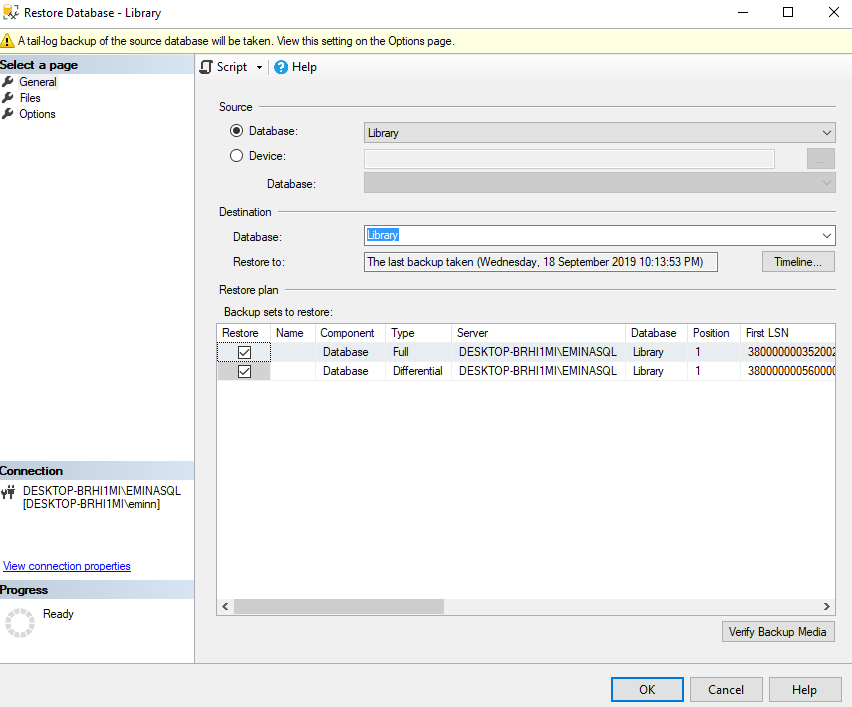 Restore Database - Library
A tail-log backup of the source database will be taken. View this setting on the Options page.
Select a page
General
Files
Options
Script
Help
Source
Database:
Library
Device:
...
Database:
Destination
Database:
Library
Restore to:
The last backup taken (Wednesday, 18 September 2019 10:13:53 PM)
Timeline...
Restore plan
Backup sets to restore:
Restore Name Component Type Server Database Position First LSN
Database Full DESKTOP-BRHI1MI\EMINASQL Library 1 380000000352002
Database Differential DESKTOP-BRHI1MI\EMINASQL Library 1 380000000560000
Connection
DESKTOP-BRHI1MI\EMINASQL
[DESKTOP-BRHI1MI\eminn]
View connection properties
Progress
Ready
Verify Backup Media
OK
Cancel
Help